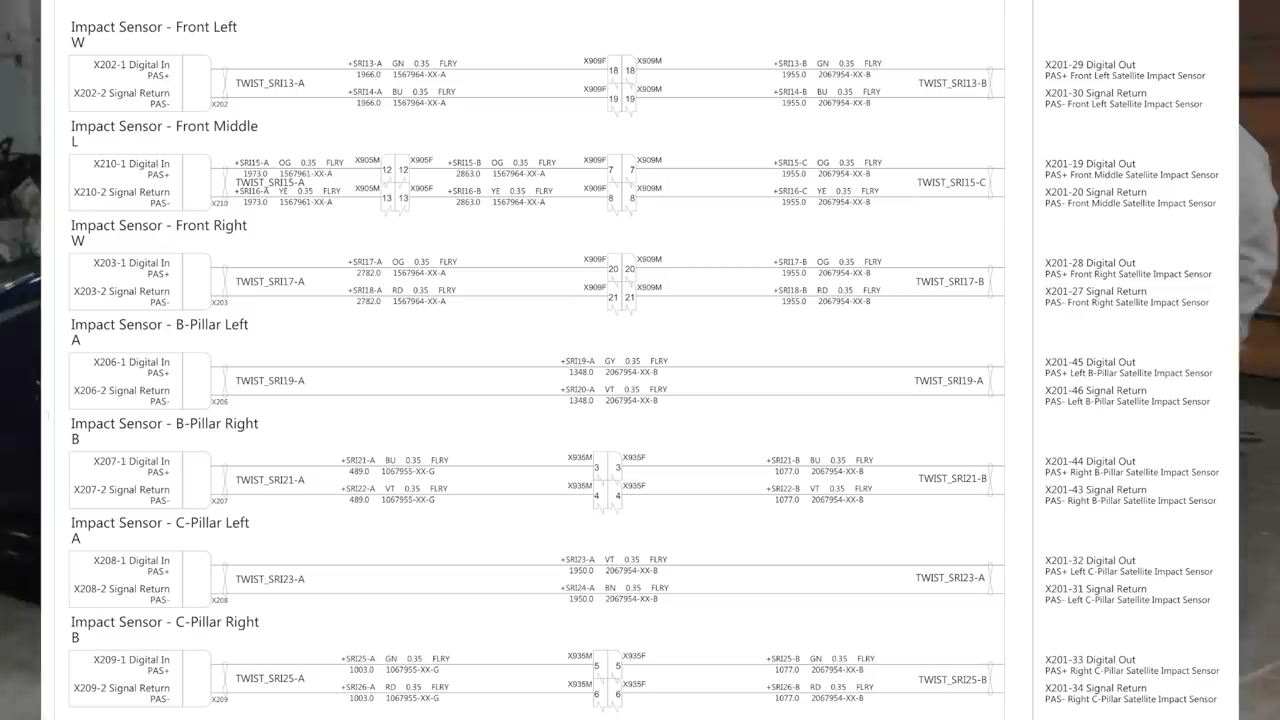 Impact Sensor - Front Left
W
X202-1 Digital In +SRI13-A GN 0.35 FLRY X909F 18 18 X909M +SRI13-B GN 0.35 FLRY X201-29 Digital Out
PAS+ 1966.0 1567964-XX-A 1955.0 2067964-XX-B PAS+ Front Left Satellite Impact Sensor
TWIST_SRI13-A TWIST_SRI13-B
X202-2 Signal Return +SRI14-A BU 0.35 FLRY X909F 19 19 X909M +SRI14-B BU 0.35 FLRY X201-30 Signal Return
PAS- X202 1966.0 1567964-XX-A 1955.0 2067964-XX-B PAS- Front Left Satellite Impact Sensor
Impact Sensor - Front Middle
L
X210-1 Digital In +SRI15-A OG 0.35 FLRY X905M 12 12 X905F +SRI15-B OG 0.35 FLRY X909F 7 7 X909M +SRI15-C OG 0.35 FLRY X201-19 Digital Out
PAS+ 1973.0 1567961-XX-A 2863.0 1567964-XX-A 1955.0 2067964-XX-B PAS+ Front Middle Satellite Impact Sensor
TWIST_SRI15-A TWIST_SRI15-C
X210-2 Signal Return +SRI16-A YE 0.35 FLRY X905M 13 13 X905F +SRI16-B YE 0.35 FLRY X909F 8 8 X909M +SRI16-C YE 0.35 FLRY X201-20 Signal Return
PAS- X210 1973.0 1567961-XX-A 2863.0 1567964-XX-A 1955.0 2067964-XX-B PAS- Front Middle Satellite Impact Sensor
Impact Sensor - Front Right
W
X203-1 Digital In +SRI17-A OG 0.35 FLRY X909F 20 20 X909M +SRI17-B OG 0.35 FLRY X201-28 Digital Out
PAS+ 2782.0 1567964-XX-A 1955.0 2067964-XX-B PAS+ Front Right Satellite Impact Sensor
TWIST_SRI17-A TWIST_SRI17-B
X203-2 Signal Return +SRI18-A RD 0.35 FLRY X909F 21 21 X909M +SRI18-B RD 0.35 FLRY X201-27 Signal Return
PAS- X203 2782.0 1567964-XX-A 1955.0 2067964-XX-B PAS- Front Right Satellite Impact Sensor
Impact Sensor - B-Pillar Left
A
X206-1 Digital In +SRI19-A GY 0.35 FLRY X201-45 Digital Out
PAS+ 1348.0 2067954-XX-B PAS+ Left B-Pillar Satellite Impact Sensor
TWIST_SRI19-A TWIST_SRI19-A
X206-2 Signal Return +SRI20-A VT 0.35 FLRY X201-46 Signal Return
PAS- X206 1348.0 2067954-XX-B PAS- Left B-Pillar Satellite Impact Sensor
Impact Sensor - B-Pillar Right
B
X207-1 Digital In +SRI21-A BU 0.35 FLRY X935M 3 3 X935F +SRI21-B BU 0.35 FLRY X201-44 Digital Out
PAS+ 489.0 1067955-XX-G 1077.0 2067954-XX-B PAS+ Right B-Pillar Satellite Impact Sensor
TWIST_SRI21-A TWIST_SRI21-B
X207-2 Signal Return +SRI22-A VT 0.35 FLRY X935M 4 4 X935F +SRI22-B VT 0.35 FLRY X201-43 Signal Return
PAS- X207 489.0 1067955-XX-G 1077.0 2067954-XX-B PAS- Right B-Pillar Satellite Impact Sensor
Impact Sensor - C-Pillar Left
A
X208-1 Digital In +SRI23-A VT 0.35 FLRY X201-32 Digital Out
PAS+ 1950.0 2067954-XX-B PAS+ Left C-Pillar Satellite Impact Sensor
TWIST_SRI23-A TWIST_SRI23-A
X208-2 Signal Return +SRI24-A BN 0.35 FLRY X201-31 Signal Return
PAS- X208 1950.0 2067954-XX-B PAS- Left C-Pillar Satellite Impact Sensor
Impact Sensor - C-Pillar Right
B
X209-1 Digital In +SRI25-A GN 0.35 FLRY X935M 5 5 X935F +SRI25-B GN 0.35 FLRY X201-33 Digital Out
PAS+ 1003.0 1067955-XX-G 1077.0 2067954-XX-B PAS+ Right C-Pillar Satellite Impact Sensor
TWIST_SRI25-A TWIST_SRI25-B
X209-2 Signal Return +SRI26-A RD 0.35 FLRY X935M 6 6 X935F +SRI26-B RD 0.35 FLRY X201-34 Signal Return
PAS- X209 1003.0 1067955-XX-G 1077.0 2067954-XX-B PAS- Right C-Pillar Satellite Impact Sensor